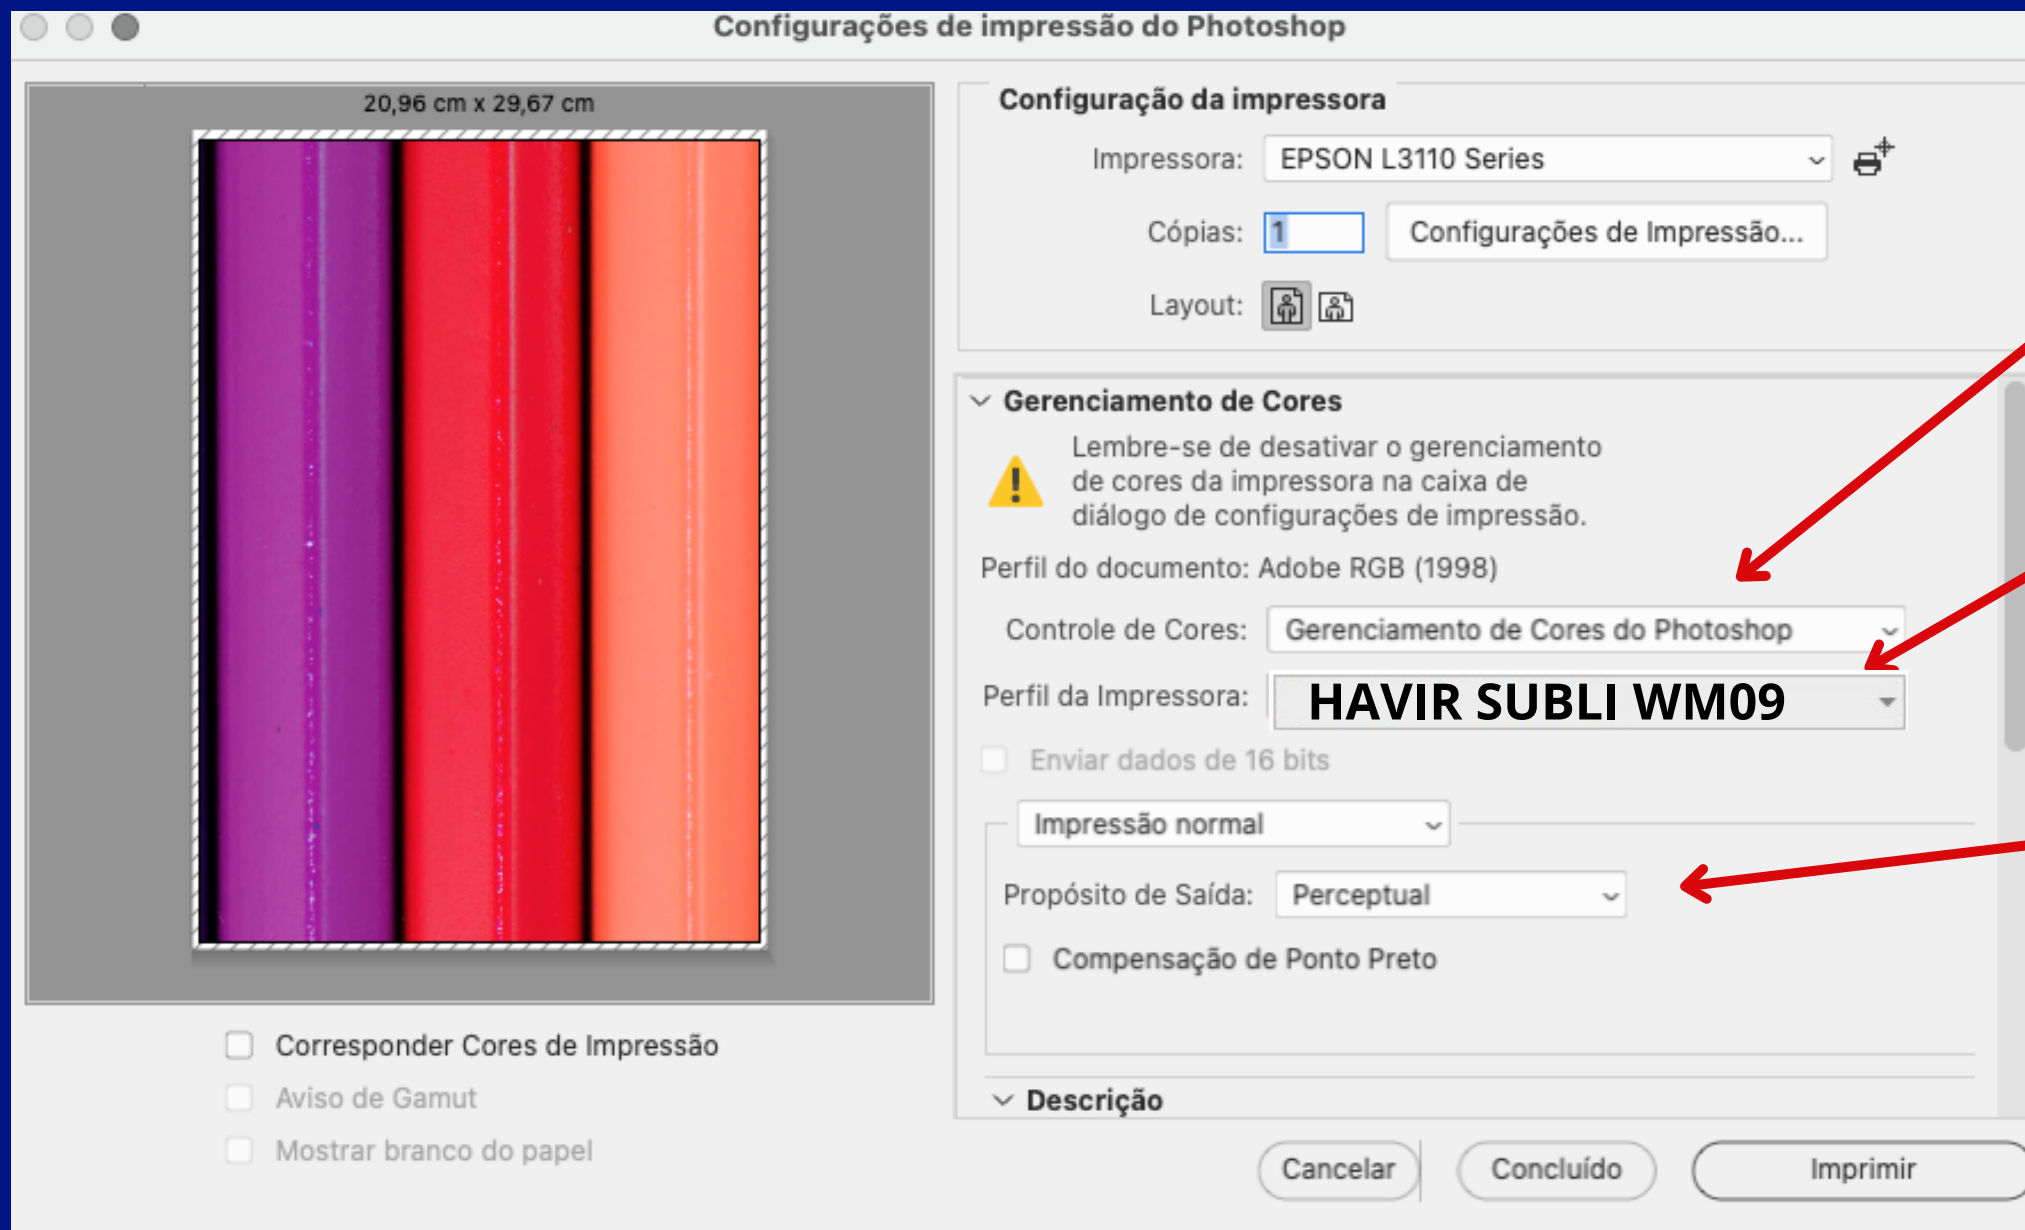 Configurações de impressão do Photoshop
20,96 cm x 29,67 cm
Corresponder Cores de Impressão
Aviso de Gamut
Mostrar branco do papel
Configuração da impressora
Impressora: EPSON L3110 Series
Cópias: 1 Configurações de Impressão...
Layout:
Gerenciamento de Cores
Lembre-se de desativar o gerenciamento
de cores da impressora na caixa de
diálogo de configurações de impressão.
Perfil do documento: Adobe RGB (1998)
Controle de Cores: Gerenciamento de Cores do Photoshop
Perfil da Impressora: HAVIR SUBLI WM09
Enviar dados de 16 bits
Impressão normal
Propósito de Saída: Perceptual
Compensação de Ponto Preto
Descrição
Cancelar Concluído Imprimir